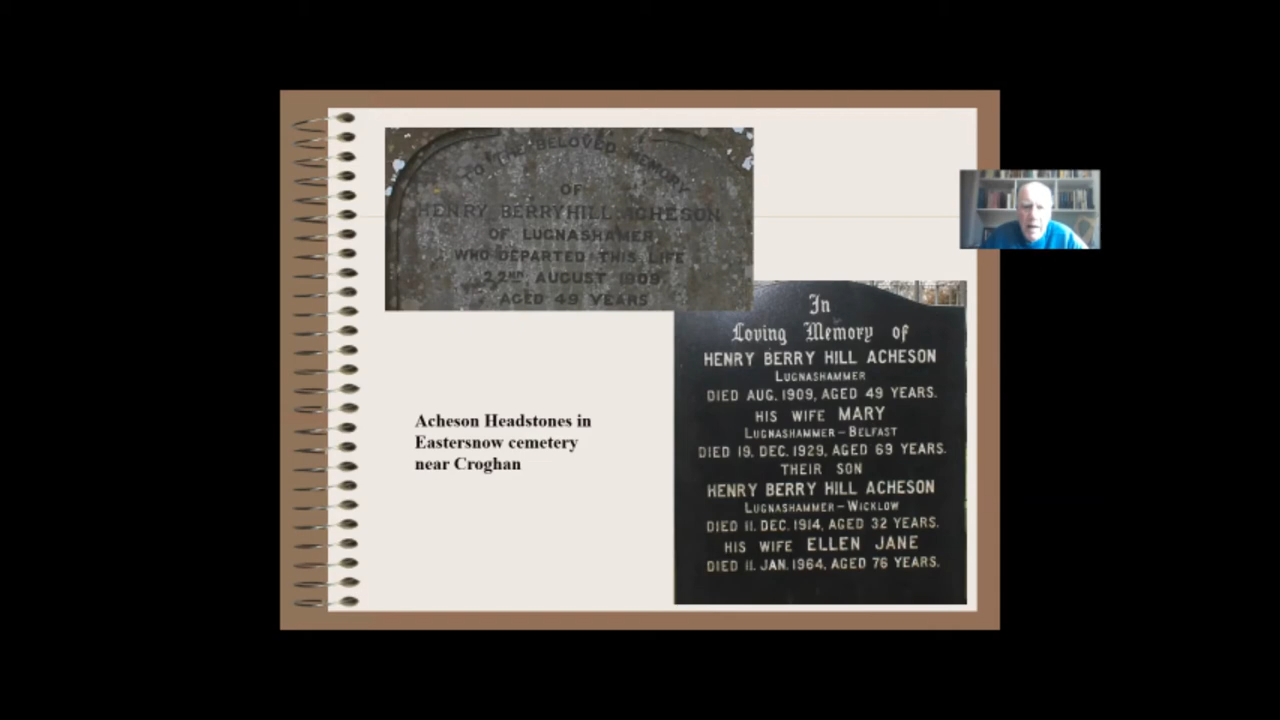 TO THE BELOVED MEMORY
OF
HENRY BERRYHILL ACHESON
OF LUGNASHAMER
WHO DEPARTED THIS LIFE
22ND AUGUST 1909
AGED 49 YEARS
In
Loving Memory of
HENRY BERRY HILL ACHESON
LUGNASHAMMER
DIED AUG. 1909, AGED 49 YEARS.
HIS WIFE MARY
LUGNASHAMMER-BELFAST
DIED 19. DEC. 1929, AGED 69 YEARS.
THEIR SON
HENRY BERRY HILL ACHESON
LUGNASHAMMER-WICKLOW
DIED 11. DEC. 1914, AGED 32 YEARS.
HIS WIFE ELLEN JANE
DIED 11. JAN. 1964, AGED 76 YEARS.
Acheson Headstones in
Eastersnow cemetery
near Croghan